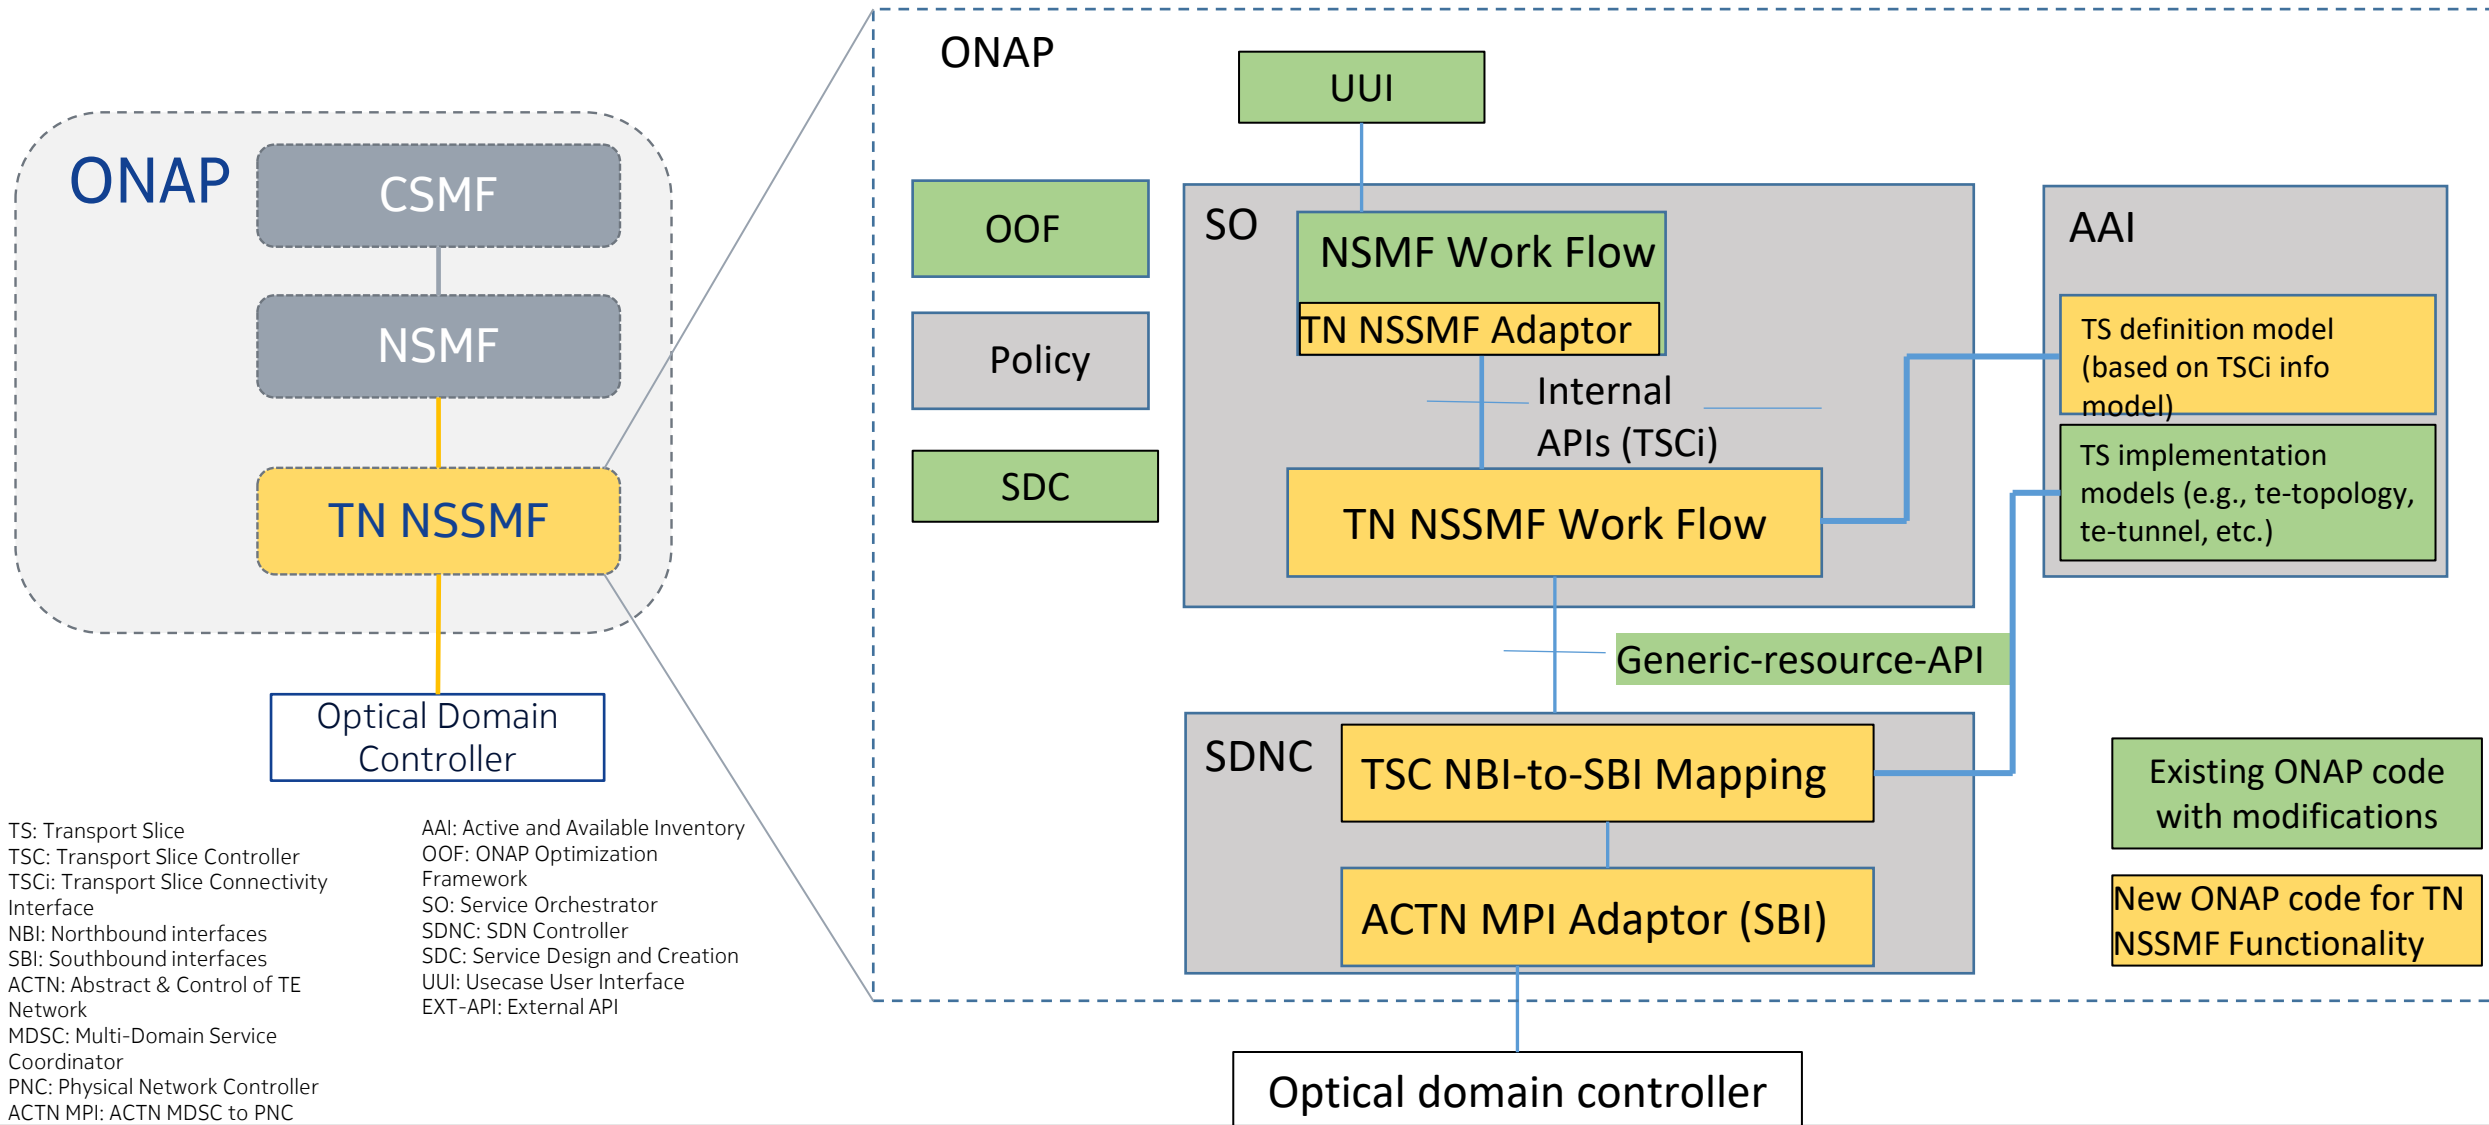 ONAP
CSMF
NSMF
TN NSSMF
Optical Domain
Controller
TS: Transport Slice
TSC: Transport Slice Controller
TSCi: Transport Slice Connectivity
Interface
NBI: Northbound interfaces
SBI: Southbound interfaces
ACTN: Abstract & Control of TE
Network
MDSC: Multi-Domain Service
Coordinator
PNC: Physical Network Controller
ACTN MPI: ACTN MDSC to PNC
AAI: Active and Available Inventory
OOF: ONAP Optimization
Framework
SO: Service Orchestrator
SDNC: SDN Controller
SDC: Service Design and Creation
UUI: Usecase User Interface
EXT-API: External API
ONAP
UUI
OOF
Policy
SDC
SO
NSMF Work Flow
TN NSSMF Adaptor
Internal
APIs (TSCi)
TN NSSMF Work Flow
AAI
TS definition model
(based on TSCi info
model)
TS implementation
models (e.g., te-topology,
te-tunnel, etc.)
Generic-resource-API
SDNC
TSC NBI-to-SBI Mapping
ACTN MPI Adaptor (SBI)
Existing ONAP code
with modifications
New ONAP code for TN
NSSMF Functionality
Optical domain controller